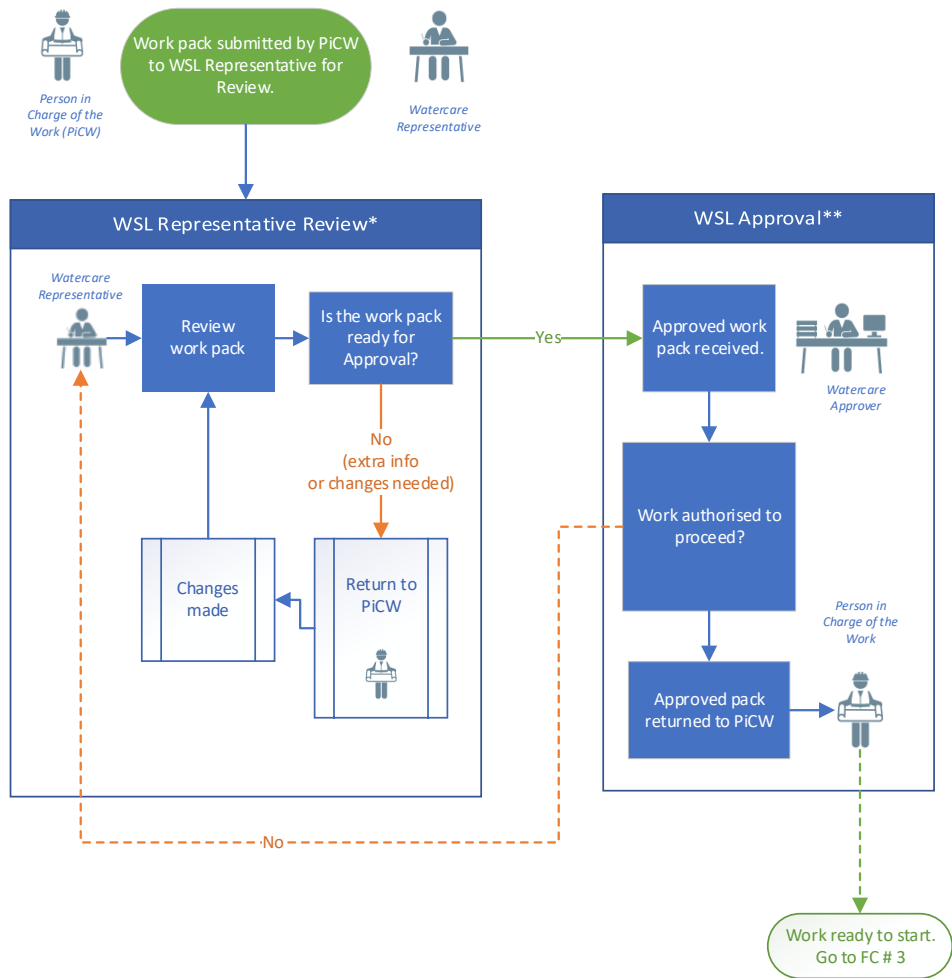 Work pack submitted by PiCW
to WSL Representative for
Review.
Person in
Charge of the
Work (PiCW)
Watercare
Representative
WSL Representative Review*
Watercare
Representative
Review
work pack
Is the work pack
ready for
Approval?
Yes
No
(extra info
or changes needed)
Changes
made
Return to
PiCW
WSL Approval**
Approved work
pack received.
Watercare
Approver
Work authorised to
proceed?
Person in
Charge of the
Work
Approved pack
returned to PiCW
No
Work ready to start.
Go to FC # 3